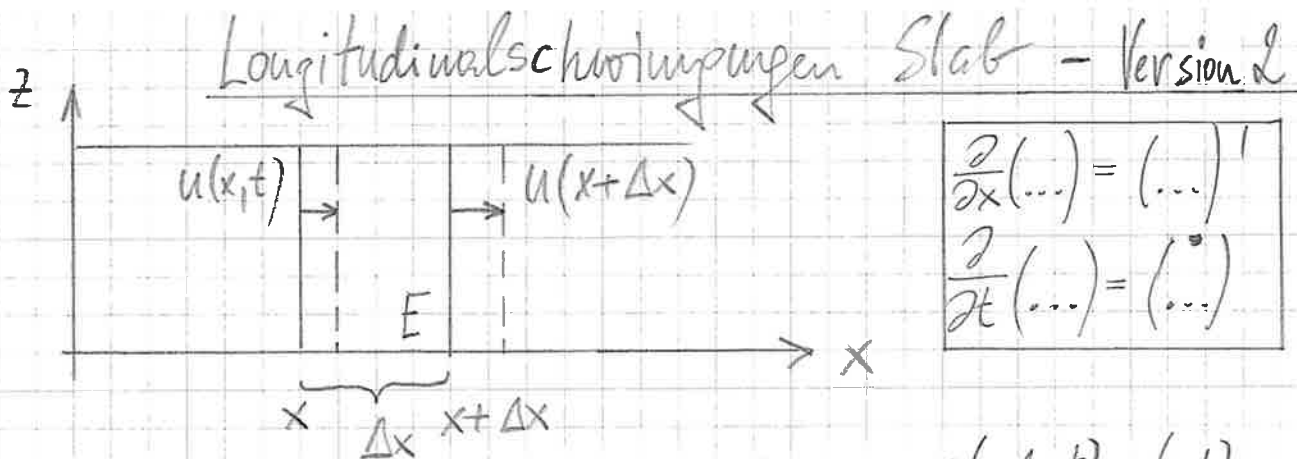 Longitudinalschwingungen Stab - Version 2
z
u(x,t)
u(x+Δx)
∂/∂x (...) = (...)'
∂/∂t (...) = (...)˙
E
x
x
Δx
x+Δx